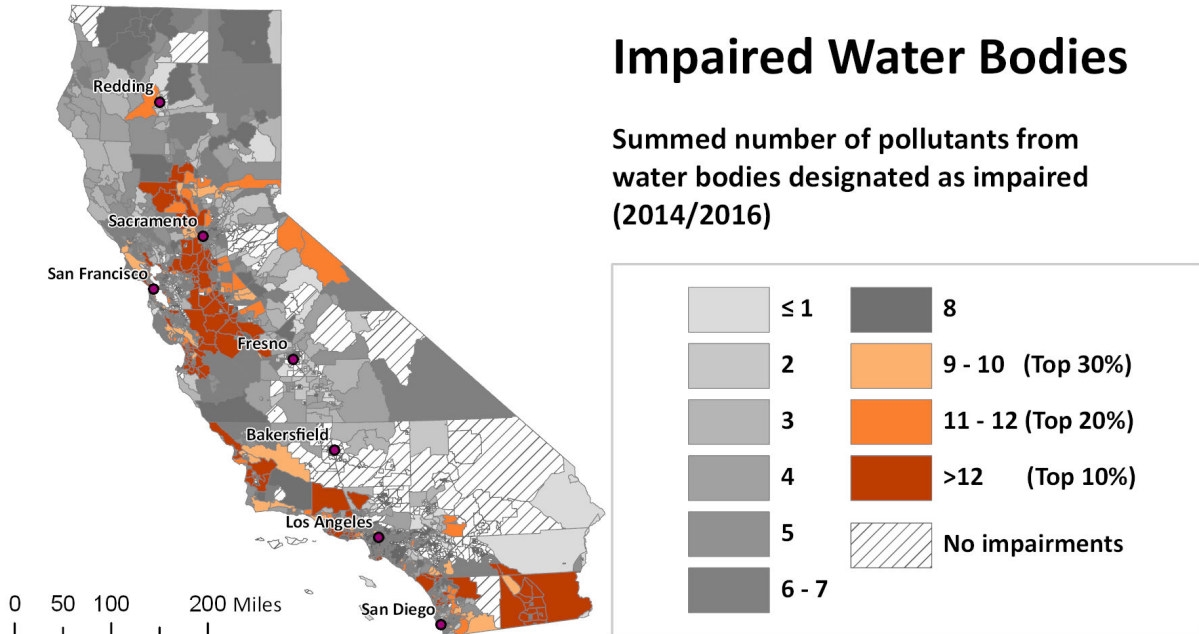 Impaired Water Bodies
Summed number of pollutants from
water bodies designated as impaired
(2014/2016)
Redding
Sacramento
San Francisco
Fresno
Bakersfield
Los Angeles
San Diego
0 50 100 200 Miles
≤ 1
2
3
4
5
6 - 7
8
9 - 10 (Top 30%)
11 - 12 (Top 20%)
>12 (Top 10%)
No impairments